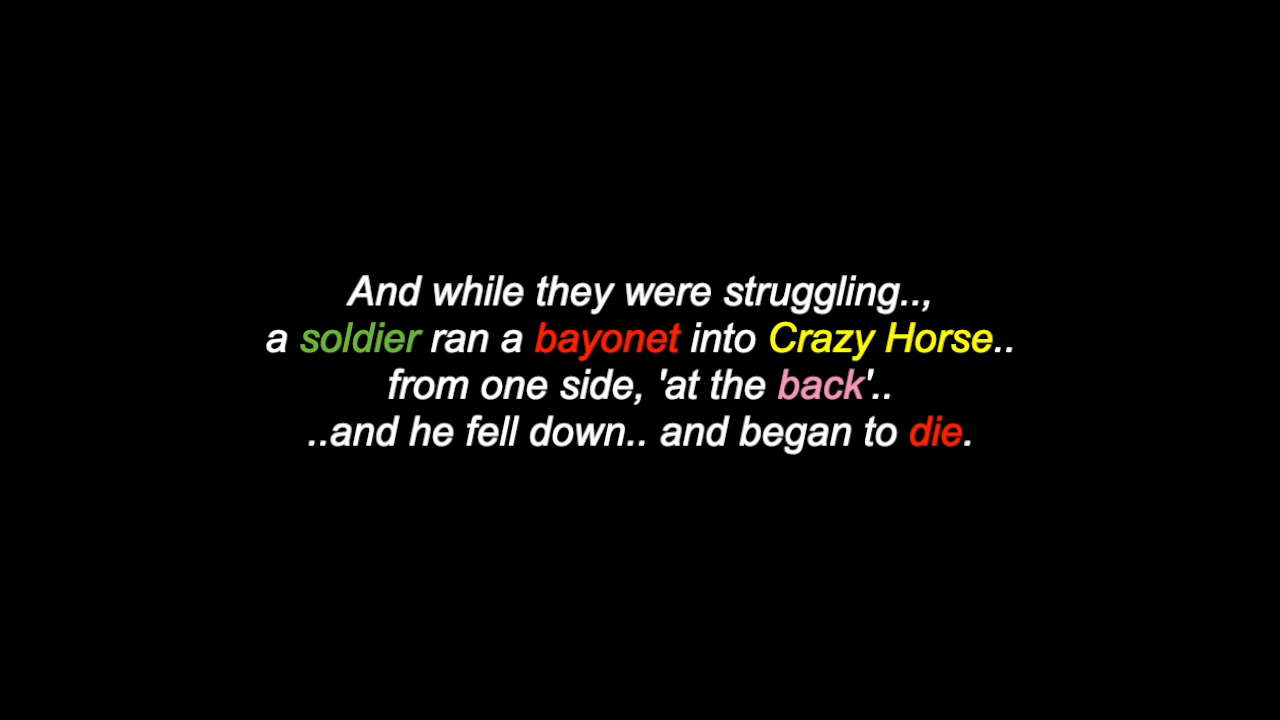 And while they were struggling..,
a soldier ran a bayonet into Crazy Horse..
from one side, 'at the back'..
..and he fell down.. and began to die.